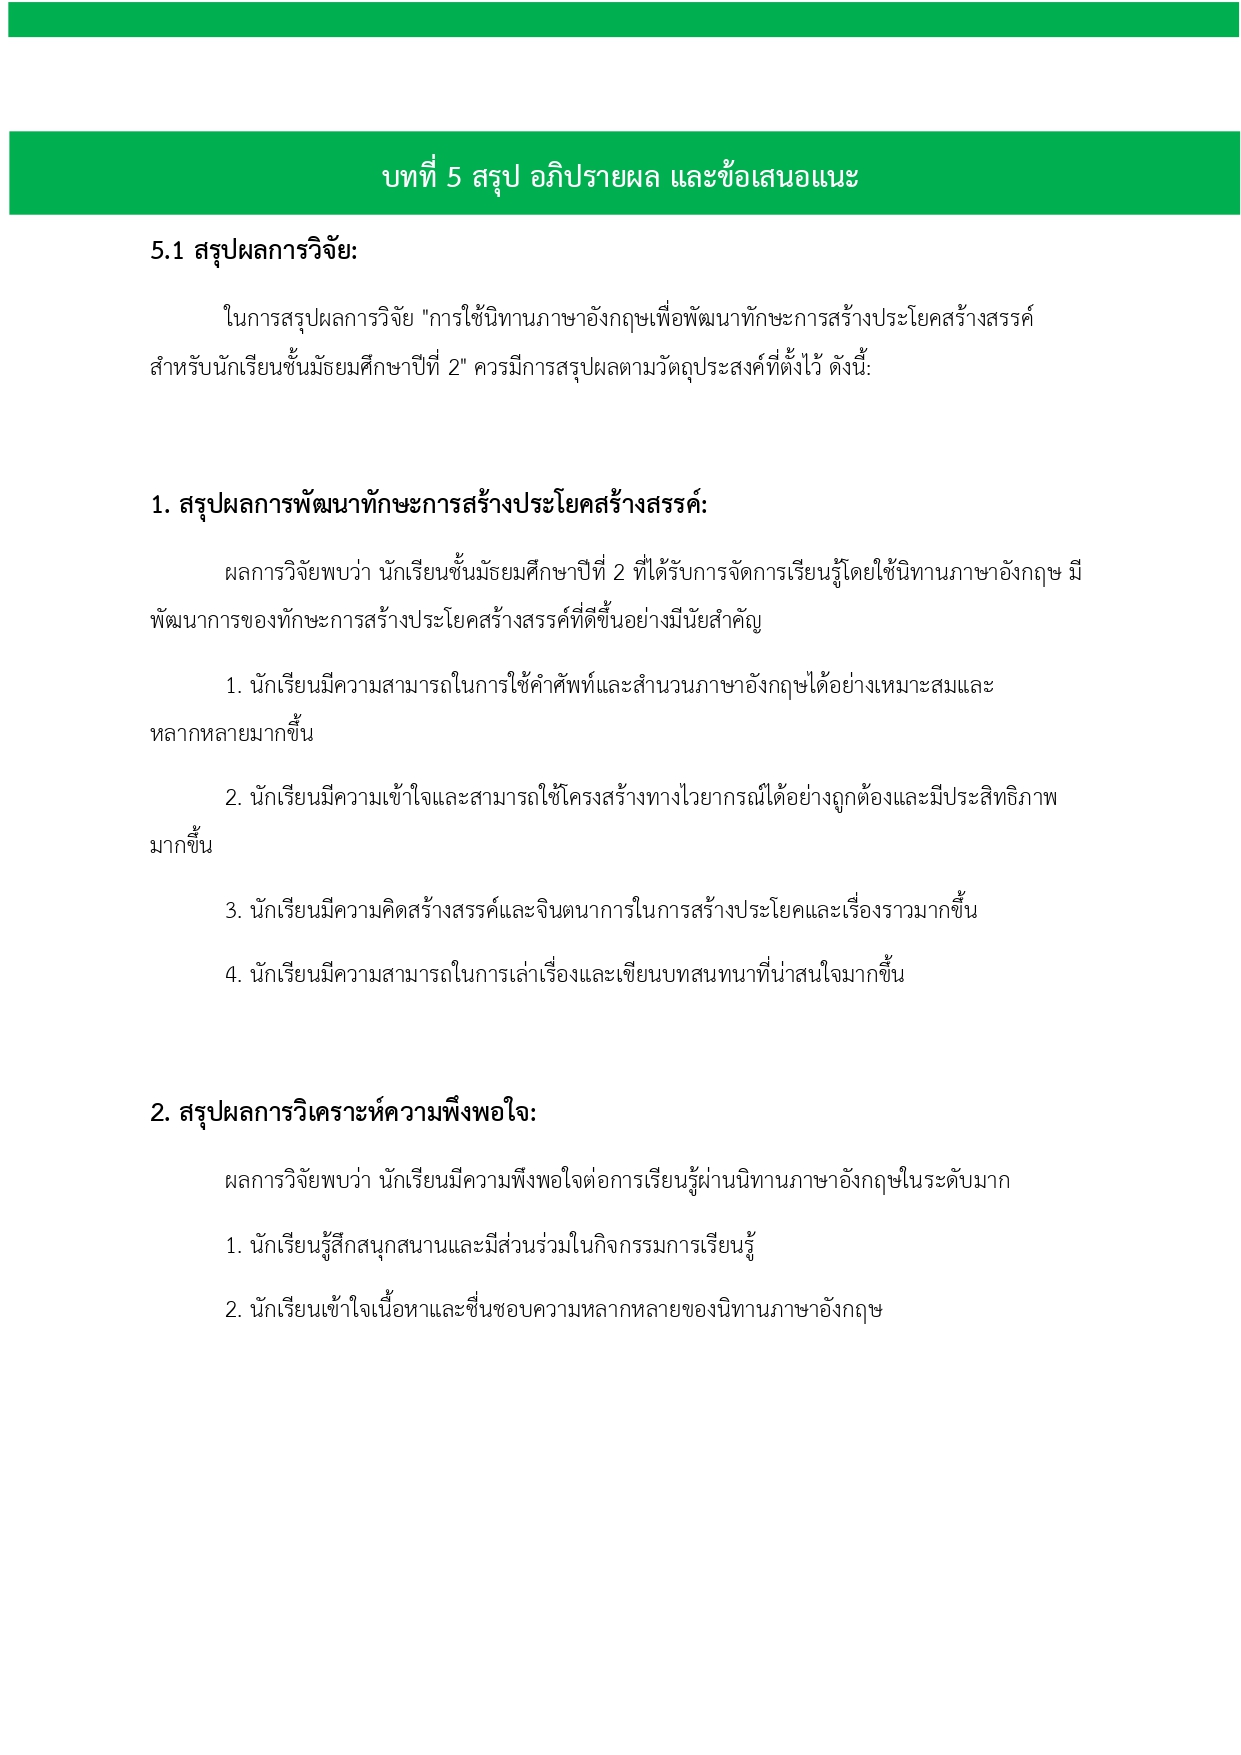 บทที่ 5 สรุป อภิปรายผล และข้อเสนอแนะ
5.1 สรุปผลการวิจัย:
ในการสรุปผลการวิจัย "การใช้นิทานภาษาอังกฤษเพื่อพัฒนาทักษะการสร้างประโยคสร้างสรรค์
สำหรับนักเรียนชั้นมัธยมศึกษาปีที่ 2" ควรมีการสรุปผลตามวัตถุประสงค์ที่ตั้งไว้ ดังนี้:
1. สรุปผลการพัฒนาทักษะการสร้างประโยคสร้างสรรค์:
ผลการวิจัยพบว่า นักเรียนชั้นมัธยมศึกษาปีที่ 2 ที่ได้รับการจัดการเรียนรู้โดยใช้นิทานภาษาอังกฤษ มี
พัฒนาการของทักษะการสร้างประโยคสร้างสรรค์ที่ดีขึ้นอย่างมีนัยสำคัญ
1. นักเรียนมีความสามารถในการใช้คำศัพท์และสำนวนภาษาอังกฤษได้อย่างเหมาะสมและ
หลากหลายมากขึ้น
2. นักเรียนมีความเข้าใจและสามารถใช้โครงสร้างทางไวยากรณ์ได้อย่างถูกต้องและมีประสิทธิภาพ
มากขึ้น
3. นักเรียนมีความคิดสร้างสรรค์และจินตนาการในการสร้างประโยคและเรื่องราวมากขึ้น
4. นักเรียนมีความสามารถในการเล่าเรื่องและเขียนบทสนทนาที่น่าสนใจมากขึ้น
2. สรุปผลการวิเคราะห์ความพึงพอใจ:
ผลการวิจัยพบว่า นักเรียนมีความพึงพอใจต่อการเรียนรู้ผ่านนิทานภาษาอังกฤษในระดับมาก
1. นักเรียนรู้สึกสนุกสนานและมีส่วนร่วมในกิจกรรมการเรียนรู้
2. นักเรียนเข้าใจเนื้อหาและชื่นชอบความหลากหลายของนิทานภาษาอังกฤษ